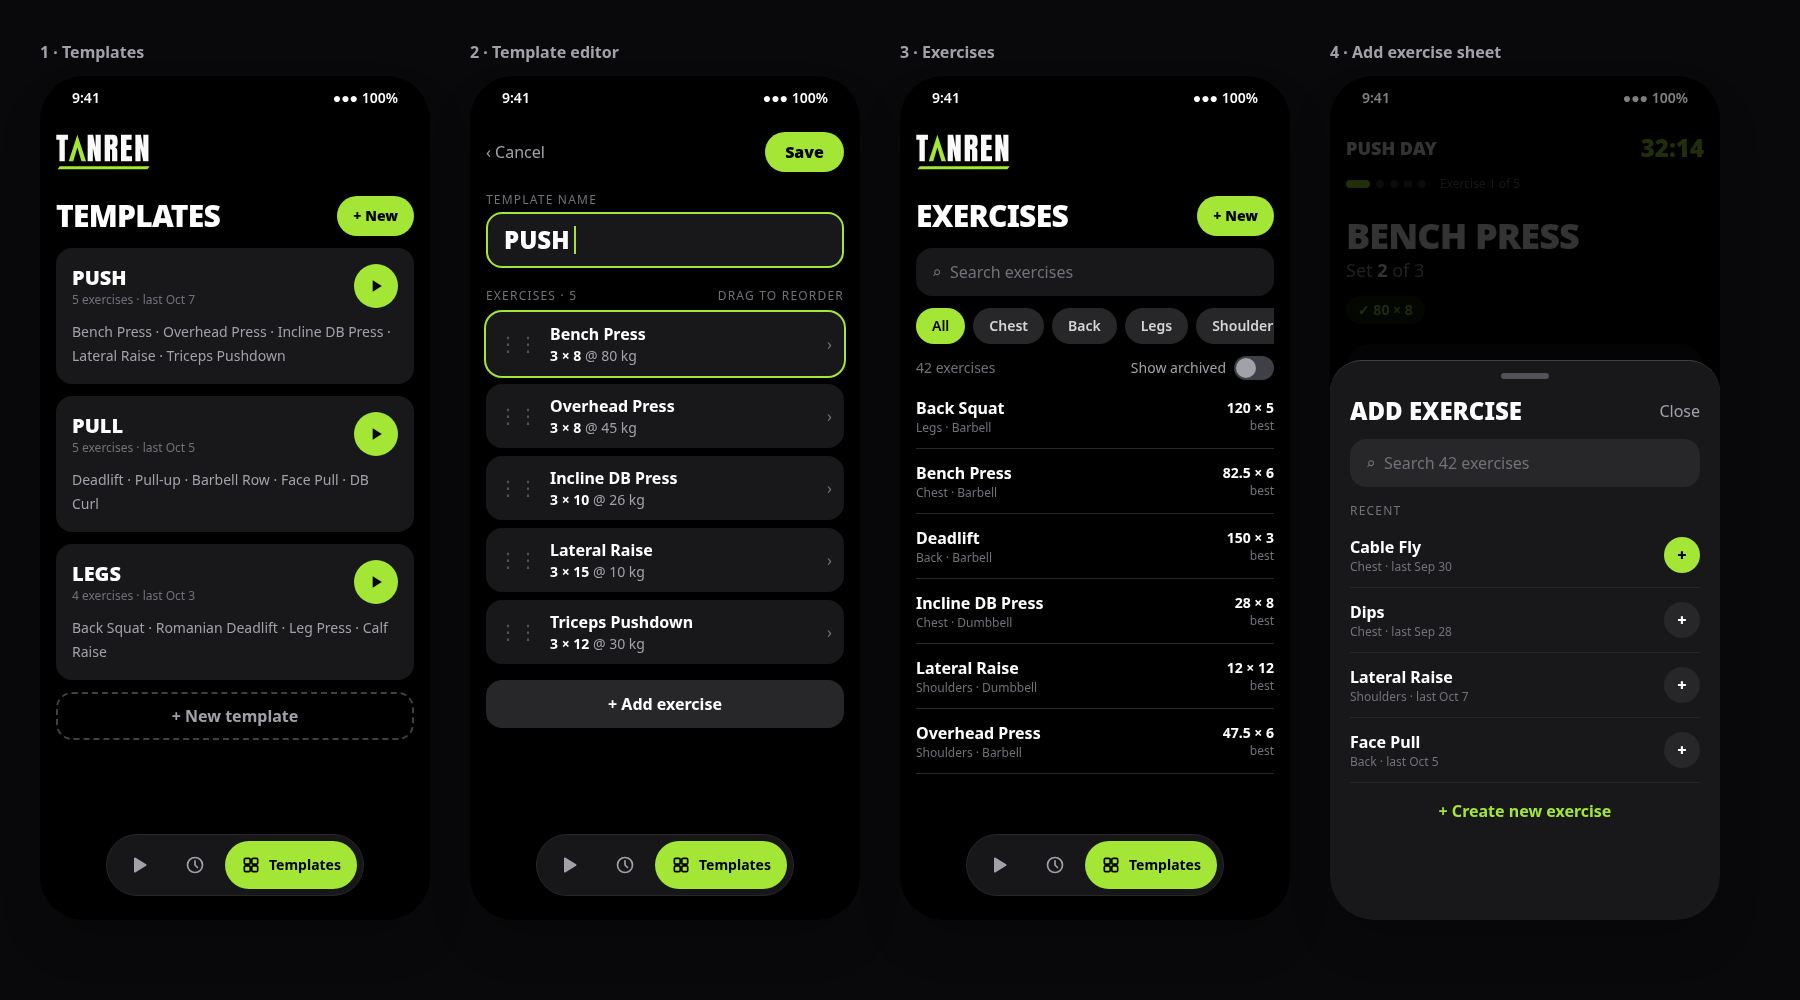 1 · Templates
9:41
●●● 100%
TANREN
TEMPLATES
+ New
PUSH
5 exercises · last Oct 7
Bench Press · Overhead Press · Incline DB Press ·
Lateral Raise · Triceps Pushdown
PULL
5 exercises · last Oct 5
Deadlift · Pull-up · Barbell Row · Face Pull · DB
Curl
LEGS
4 exercises · last Oct 3
Back Squat · Romanian Deadlift · Leg Press · Calf
Raise
+ New template
Templates
2 · Template editor
9:41
●●● 100%
‹ Cancel
Save
TEMPLATE NAME
PUSH
EXERCISES · 5
DRAG TO REORDER
Bench Press
3 × 8 @ 80 kg
›
Overhead Press
3 × 8 @ 45 kg
›
Incline DB Press
3 × 10 @ 26 kg
›
Lateral Raise
3 × 15 @ 10 kg
›
Triceps Pushdown
3 × 12 @ 30 kg
›
+ Add exercise
Templates
3 · Exercises
9:41
●●● 100%
TANREN
EXERCISES
+ New
Search exercises
All
Chest
Back
Legs
Shoulder
42 exercises
Show archived
Back Squat
120 × 5
Legs · Barbell
best
Bench Press
82.5 × 6
Chest · Barbell
best
Deadlift
150 × 3
Back · Barbell
best
Incline DB Press
28 × 8
Chest · Dumbbell
best
Lateral Raise
12 × 12
Shoulders · Dumbbell
best
Overhead Press
47.5 × 6
Shoulders · Barbell
best
Templates
4 · Add exercise sheet
9:41
●●● 100%
PUSH DAY
32:14
Exercise 1 of 5
BENCH PRESS
Set 2 of 3
✓ 80 × 8
ADD EXERCISE
Close
Search 42 exercises
RECENT
Cable Fly
Chest · last Sep 30
+
Dips
Chest · last Sep 28
+
Lateral Raise
Shoulders · last Oct 7
+
Face Pull
Back · last Oct 5
+
+ Create new exercise